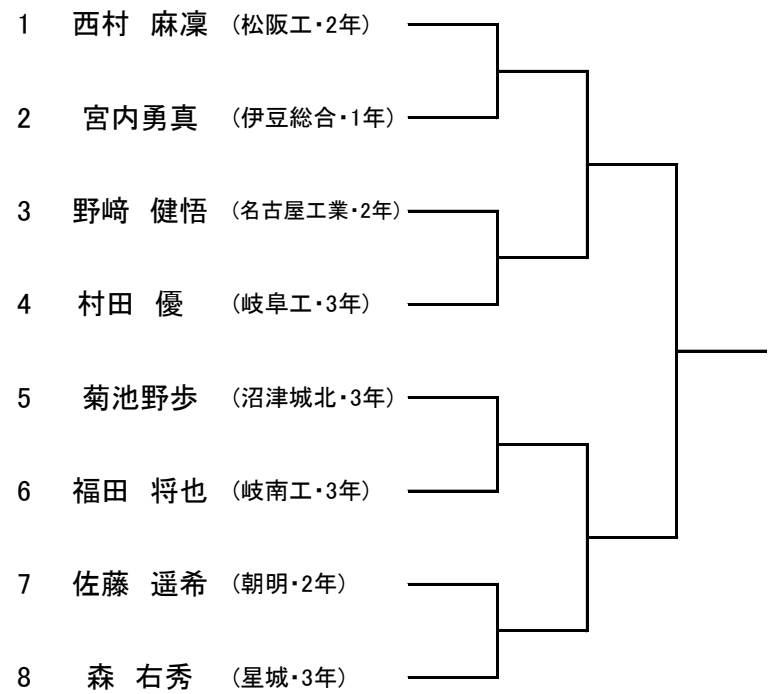 1 西村 麻凜 (松阪工・2年)
2 宮内勇真 (伊豆総合・1年)
3 野﨑 健悟 (名古屋工業・2年)
4 村田 優 (岐阜工・3年)
5 菊池野歩 (沼津城北・3年)
6 福田 将也 (岐南工・3年)
7 佐藤 遥希 (朝明・2年)
8 森 右秀 (星城・3年)